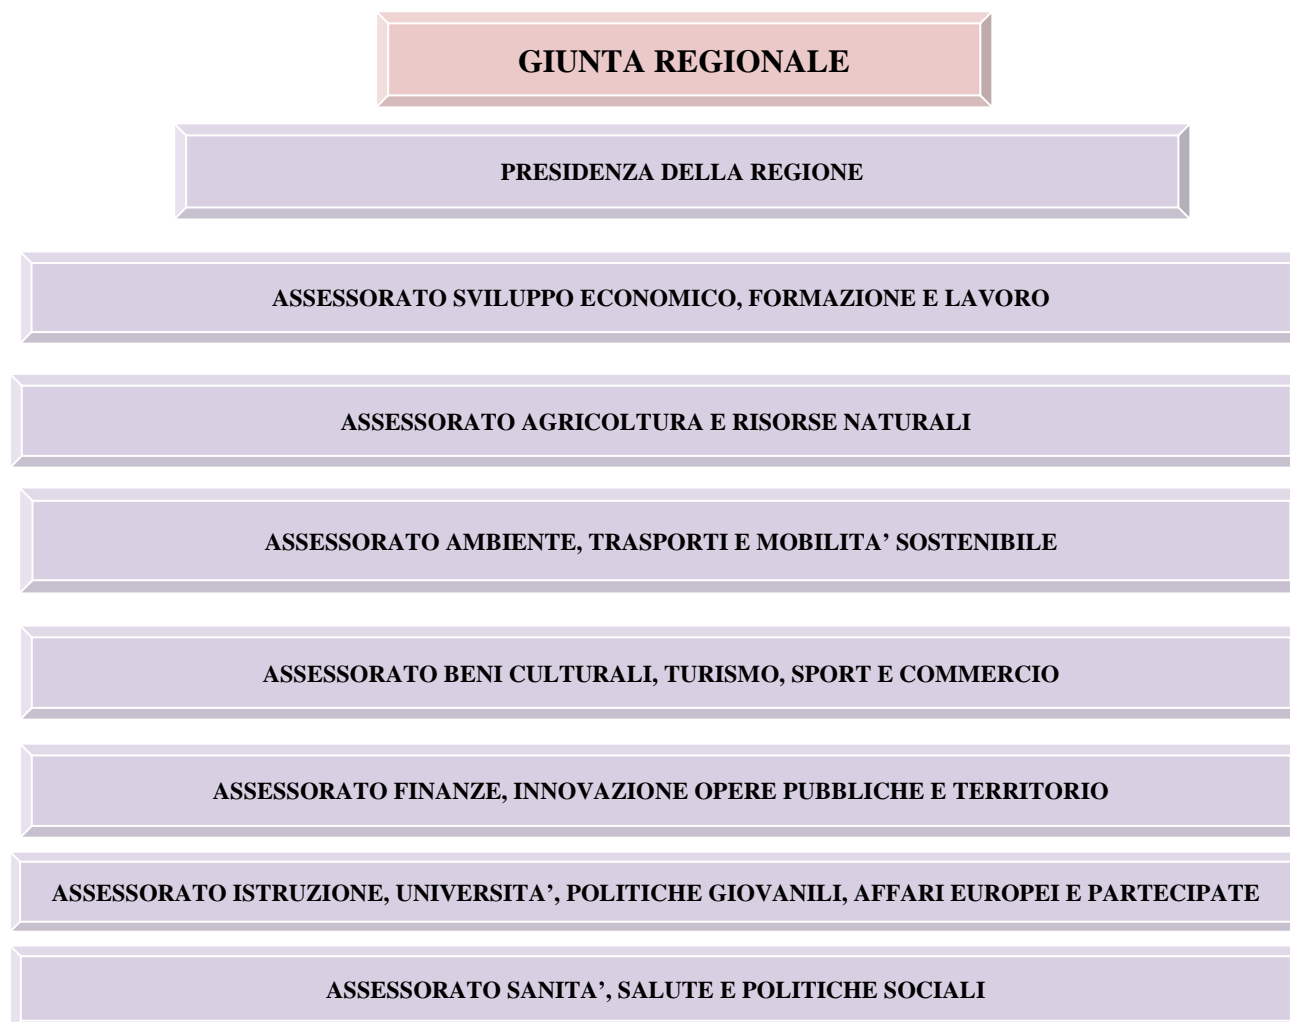 GIUNTA REGIONALE
PRESIDENZA DELLA REGIONE
ASSESSORATO SVILUPPO ECONOMICO, FORMAZIONE E LAVORO
ASSESSORATO AGRICOLTURA E RISORSE NATURALI
ASSESSORATO AMBIENTE, TRASPORTI E MOBILITA’ SOSTENIBILE
ASSESSORATO BENI CULTURALI, TURISMO, SPORT E COMMERCIO
ASSESSORATO FINANZE, INNOVAZIONE OPERE PUBBLICHE E TERRITORIO
ASSESSORATO ISTRUZIONE, UNIVERSITA’, POLITICHE GIOVANILI, AFFARI EUROPEI E PARTECIPATE
ASSESSORATO SANITA’, SALUTE E POLITICHE SOCIALI